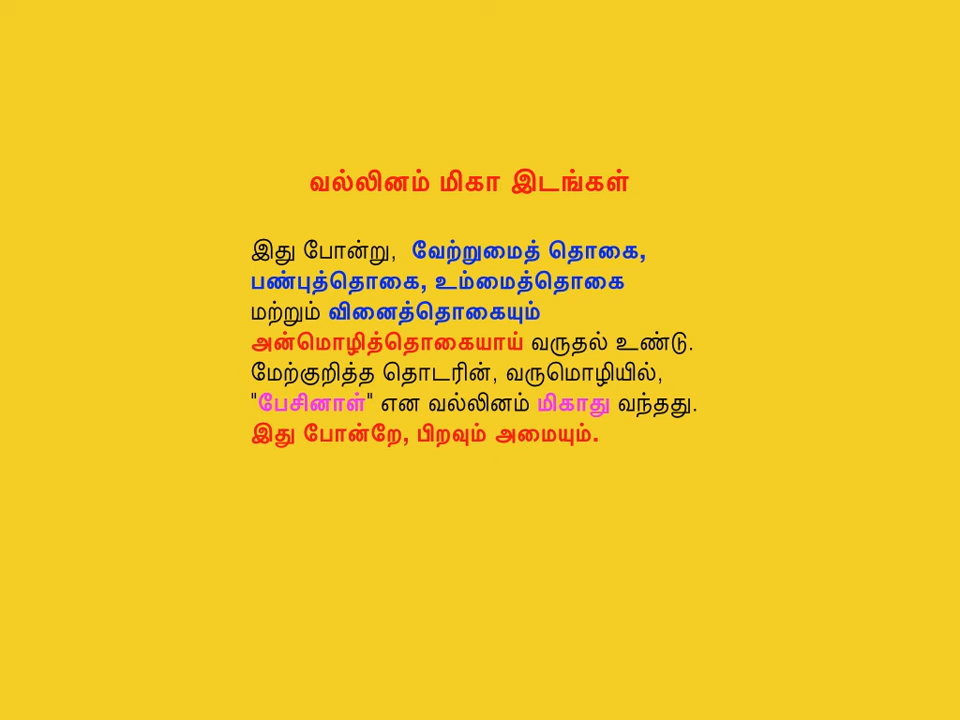 வல்லினம் மிகா இடங்கள்
இது போன்று,  வேற்றுமைத் தொகை,
பண்புத்தொகை, உம்மைத்தொகை
மற்றும் வினைத்தொகையும்
அன்மொழித்தொகையாய் வருதல் உண்டு.
மேற்குறித்த தொடரின், வருமொழியில்,
"பேசினாள்" என வல்லினம் மிகாது வந்தது.
இது போன்றே, பிறவும் அமையும்.